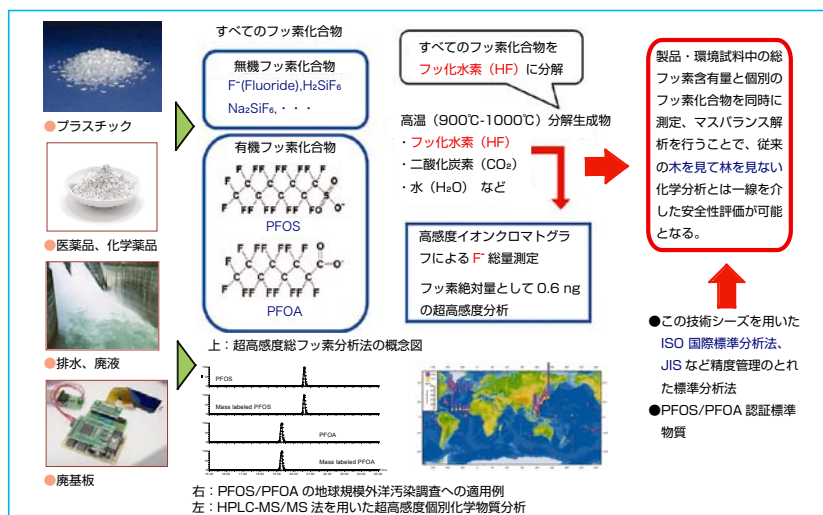 すべてのフッ素化合物
無機フッ素化合物
F⁻(Fluoride),H₂SiF₆
Na₂SiF₆,・・・
有機フッ素化合物
F FF FF FF F
F FF FF FO O⁻
S
O
O
PFOS
F FF FF F
O
C
O⁻
F FF FF F
PFOA
●プラスチック
●医薬品、化学薬品
●排水、廃液
●廃基板
すべてのフッ素化合物を
フッ化水素（HF）に分解
高温（900℃-1000℃）分解生成物
・フッ化水素（HF）
・二酸化炭素（CO₂）
・水（H₂O） など
高感度イオンクロマトグラ
フによる F⁻ 総量測定
フッ素絶対量として 0.6 ng
の超高感度分析
製品・環境試料中の総
フッ素含有量と個別の
フッ素化合物を同時に
測定、マスバランス解
析を行うことで、従来
の木を見て林を見ない
化学分析とは一線を介
した安全性評価が可能
となる。
●この技術シーズを用いた
ISO 国際標準分析法、
JIS など精度管理のとれ
た標準分析法
●PFOS/PFOA 認証標準
物質
上：超高感度総フッ素分析法の概念図
PFOS
Mass labeled PFOS
PFOA
Mass labeled PFOA
右：PFOS/PFOA の地球規模外洋汚染調査への適用例
左：HPLC-MS/MS 法を用いた超高感度個別化学物質分析